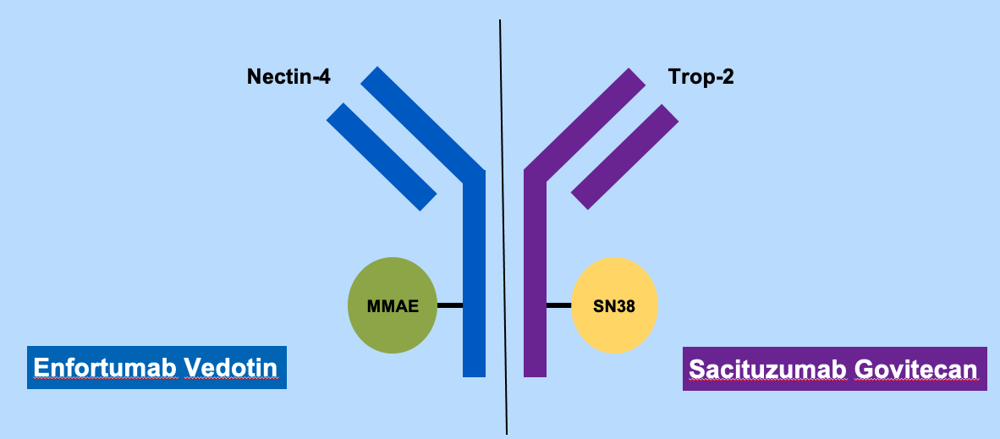 Nectin-4
Trop-2
MMAE
SN38
Enfortumab Vedotin
Sacituzumab Govitecan